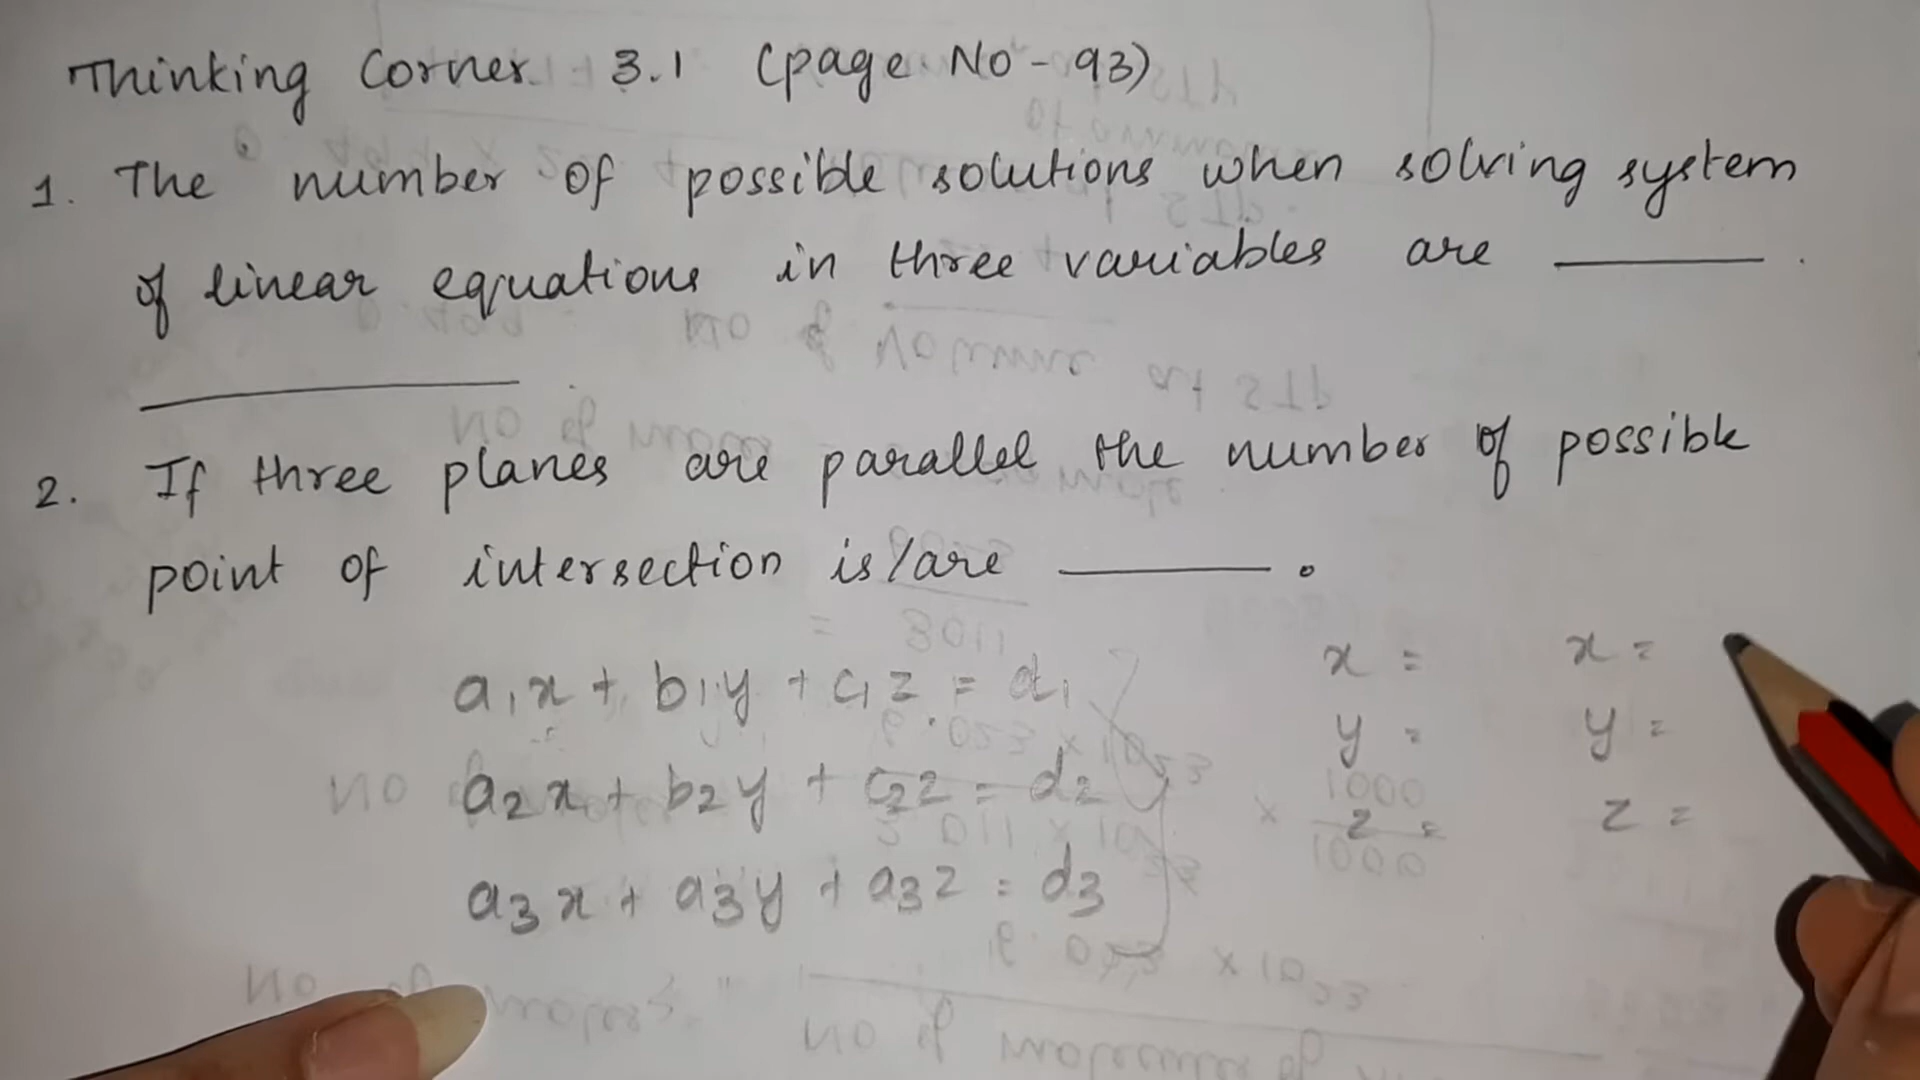 Thinking Corner 3.1 (page No - 93)
1. The number of possible solutions when solving system
of linear equations in three variables are ______.
______
2. If three planes are parallel the number of possible
point of intersection is/are ______.
a₁x + b₁y + c₁z = d₁
a₂x + b₂y + c₂z = d₂
a₃x + a₃y + a₃z = d₃
x = x =
y = y =
z = z =